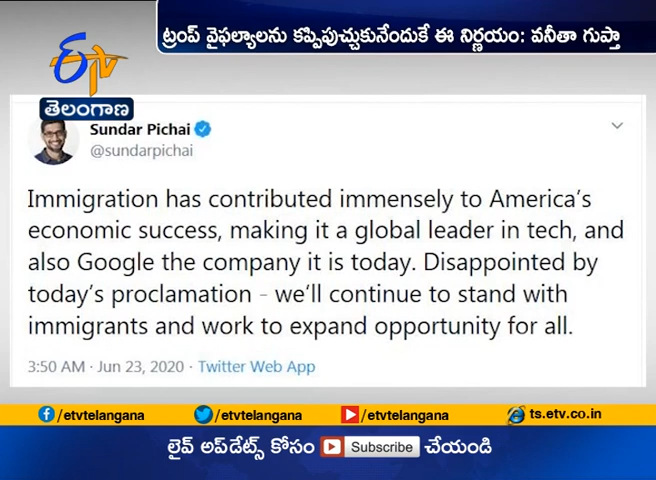 ట్రంప్ వైఫల్యాలను కప్పిపుచ్చుకునేందుకే ఈ నిర్ణయం: వనీతా గుప్తా
ETV
తెలంగాణ
Sundar Pichai
@sundarpichai
Immigration has contributed immensely to America's
economic success, making it a global leader in tech, and
also Google the company it is today. Disappointed by
today's proclamation - we'll continue to stand with
immigrants and work to expand opportunity for all.
3:50 AM · Jun 23, 2020 · Twitter Web App
/etvtelangana /etvtelangana /etvtelangana ts.etv.co.in
లైవ్ అప్‌డేట్స్ కోసం Subscribe చేయండి